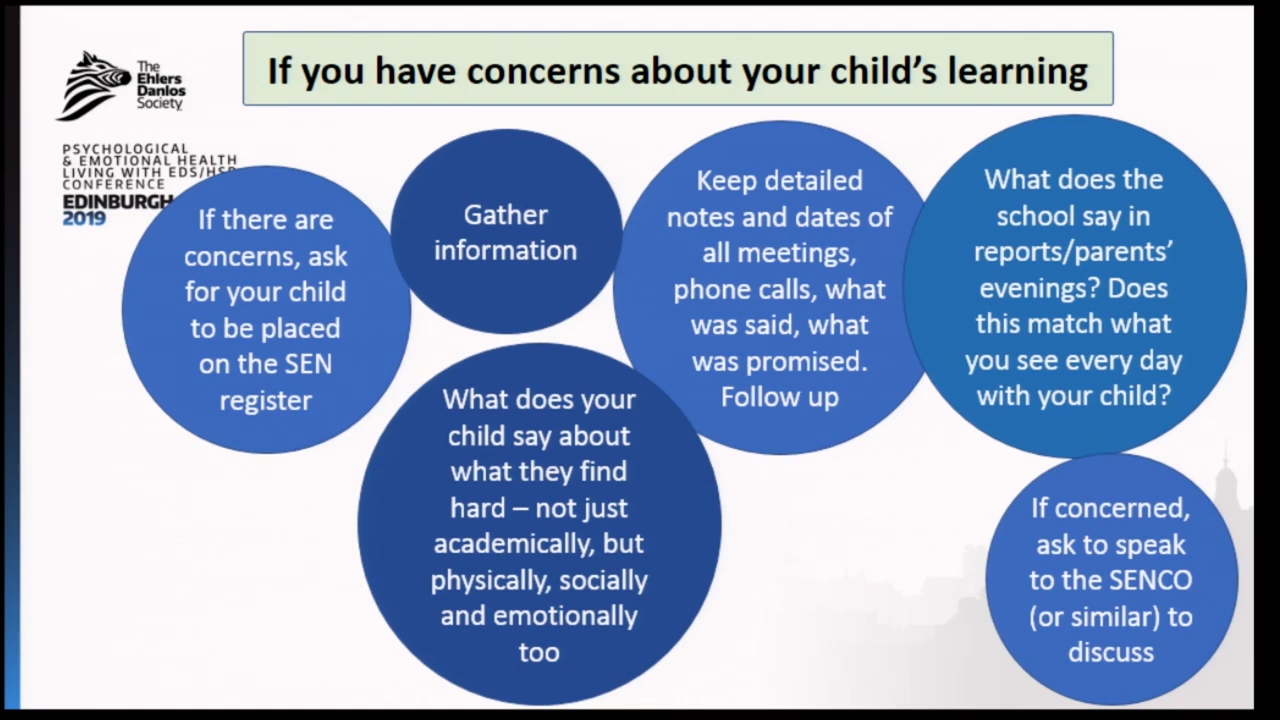 If you have concerns about your child's learning
The
Ehlers
Danlos
Society
PSYCHOLOGICAL
& EMOTIONAL HEALTH
LIVING WITH EDS/HSD
CONFERENCE
EDINBURGH
2019
If there are
concerns, ask
for your child
to be placed
on the SEN
register
Gather
information
What does your
child say about
what they find
hard – not just
academically, but
physically, socially
and emotionally
too
Keep detailed
notes and dates of
all meetings,
phone calls, what
was said, what
was promised.
Follow up
What does the
school say in
reports/parents'
evenings? Does
this match what
you see every day
with your child?
If concerned,
ask to speak
to the SENCO
(or similar) to
discuss